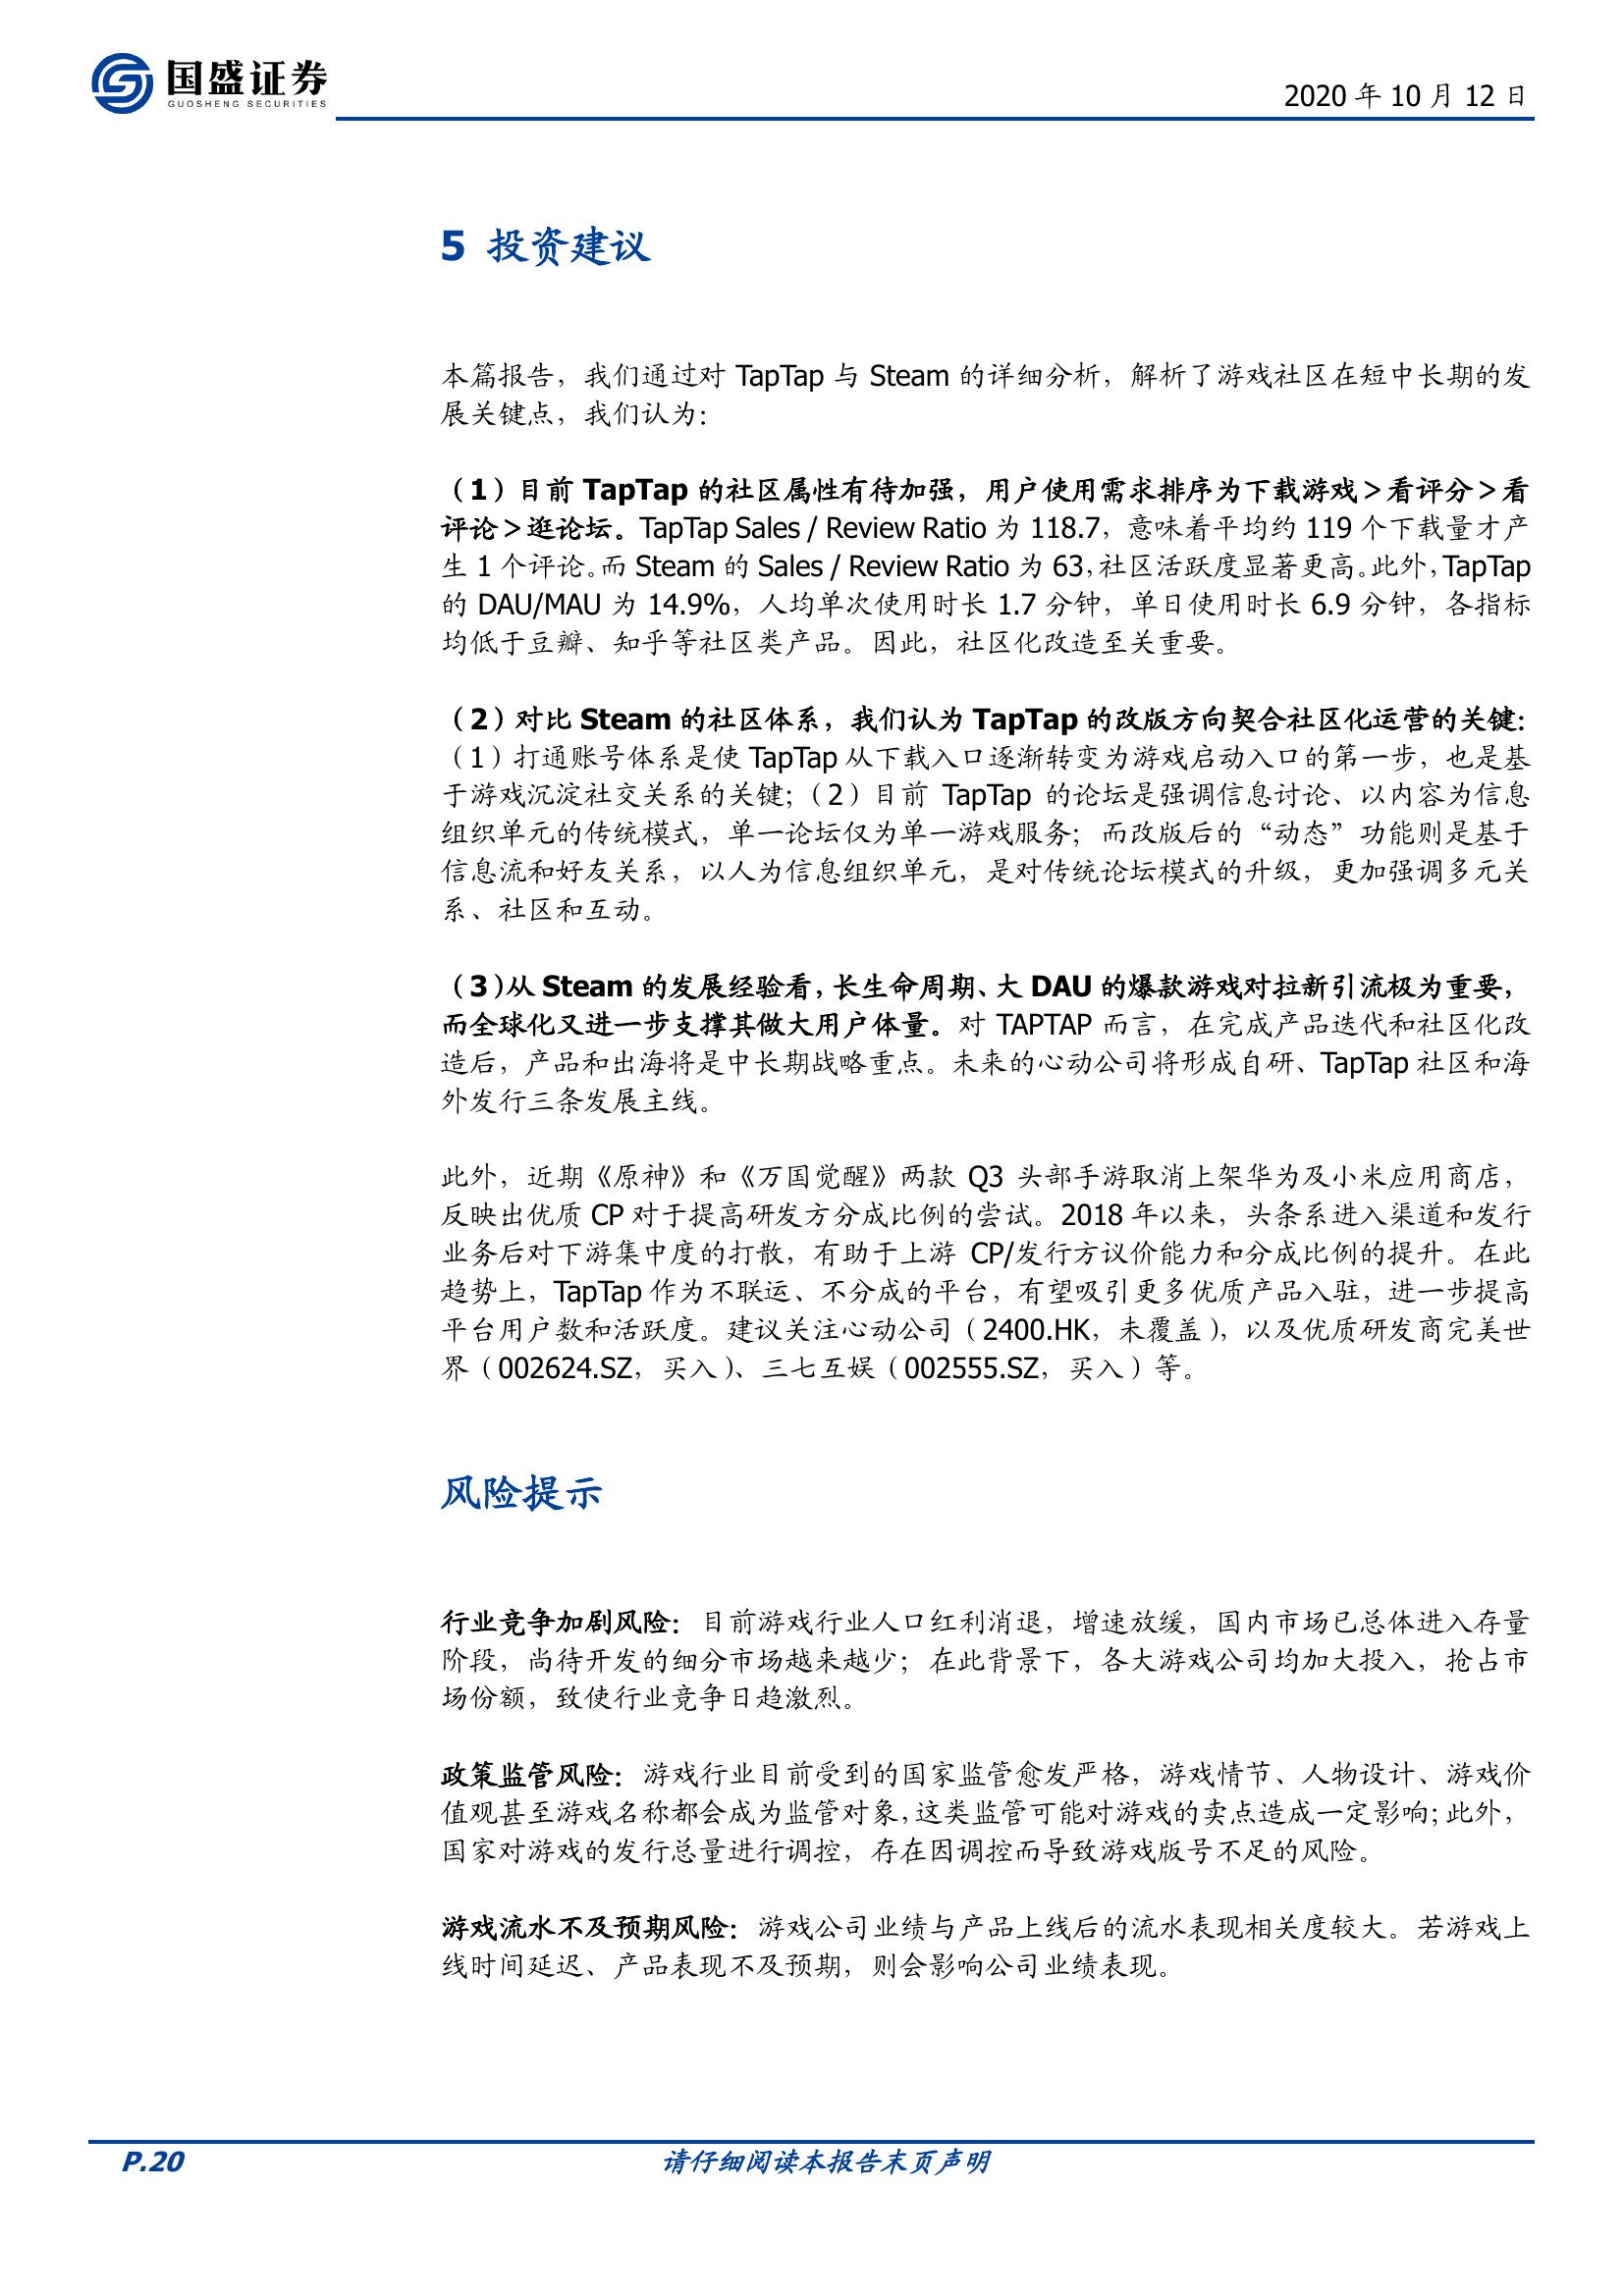 国盛证券
GUOSHENG SECURITIES
2020 年 10 月 12 日
5 投资建议
本篇报告，我们通过对 TapTap 与 Steam 的详细分析，解析了游戏社区在短中长期的发
展关键点，我们认为：
（1）目前 TapTap 的社区属性有待加强，用户使用需求排序为下载游戏＞看评分＞看
评论＞逛论坛。TapTap Sales / Review Ratio 为 118.7，意味着平均约 119 个下载量才产
生 1 个评论。而 Steam 的 Sales / Review Ratio 为 63，社区活跃度显著更高。此外，TapTap
的 DAU/MAU 为 14.9%，人均单次使用时长 1.7 分钟，单日使用时长 6.9 分钟，各指标
均低于豆瓣、知乎等社区类产品。因此，社区化改造至关重要。
（2）对比 Steam 的社区体系，我们认为 TapTap 的改版方向契合社区化运营的关键：
（1）打通账号体系是使 TapTap 从下载入口逐渐转变为游戏启动入口的第一步，也是基
于游戏沉淀社交关系的关键；（2）目前 TapTap 的论坛是强调信息讨论、以内容为信息
组织单元的传统模式，单一论坛仅为单一游戏服务；而改版后的“动态”功能则是基于
信息流和好友关系，以人为信息组织单元，是对传统论坛模式的升级，更加强调多元关
系、社区和互动。
（3）从 Steam 的发展经验看，长生命周期、大 DAU 的爆款游戏对拉新引流极为重要，
而全球化又进一步支撑其做大用户体量。对 TAPTAP 而言，在完成产品迭代和社区化改
造后，产品和出海将是中长期战略重点。未来的心动公司将形成自研、TapTap 社区和海
外发行三条发展主线。
此外，近期《原神》和《万国觉醒》两款 Q3 头部手游取消上架华为及小米应用商店，
反映出优质 CP 对于提高研发方分成比例的尝试。2018 年以来，头条系进入渠道和发行
业务后对下游集中度的打散，有助于上游 CP/发行方议价能力和分成比例的提升。在此
趋势上，TapTap 作为不联运、不分成的平台，有望吸引更多优质产品入驻，进一步提高
平台用户数和活跃度。建议关注心动公司（2400.HK，未覆盖），以及优质研发商完美世
界（002624.SZ，买入）、三七互娱（002555.SZ，买入）等。
风险提示
行业竞争加剧风险：目前游戏行业人口红利消退，增速放缓，国内市场已总体进入存量
阶段，尚待开发的细分市场越来越少；在此背景下，各大游戏公司均加大投入，抢占市
场份额，致使行业竞争日趋激烈。
政策监管风险：游戏行业目前受到的国家监管愈发严格，游戏情节、人物设计、游戏价
值观甚至游戏名称都会成为监管对象，这类监管可能对游戏的卖点造成一定影响；此外，
国家对游戏的发行总量进行调控，存在因调控而导致游戏版号不足的风险。
游戏流水不及预期风险：游戏公司业绩与产品上线后的流水表现相关度较大。若游戏上
线时间延迟、产品表现不及预期，则会影响公司业绩表现。
P.20
请仔细阅读本报告末页声明